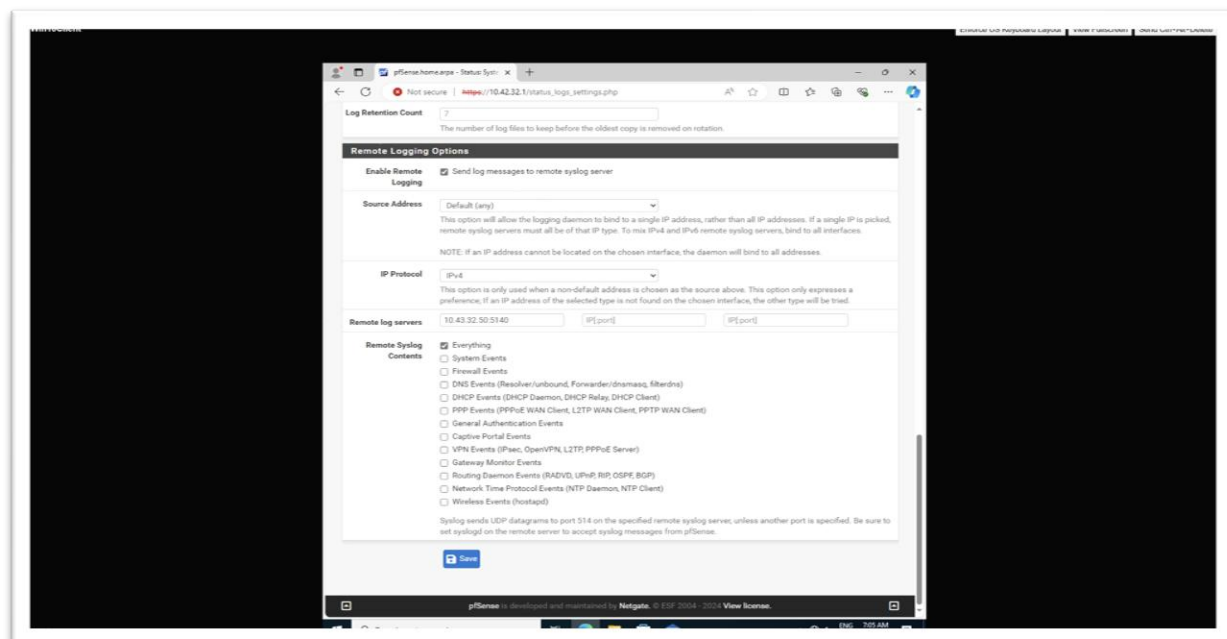 Win10Client
Enforce US Keyboard Layout View Fullscreen Send Ctrl-Alt-Delete
pfSense.home.arpa - Status: Syst
Not secure | https://10.42.32.1/status_logs_settings.php
Log Retention Count 7
The number of log files to keep before the oldest copy is removed on rotation.
Remote Logging Options
Enable Remote Logging Send log messages to remote syslog server
Source Address Default (any)
This option will allow the logging daemon to bind to a single IP address, rather than all IP addresses. If a single IP is picked,
remote syslog servers must all be of that IP type. To mix IPv4 and IPv6 remote syslog servers, bind to all interfaces.
NOTE: If an IP address cannot be located on the chosen interface, the daemon will bind to all addresses.
IP Protocol IPv4
This option is only used when a non-default address is chosen as the source above. This option only expresses a
preference; If an IP address of the selected type is not found on the chosen interface, the other type will be tried.
Remote log servers 10.43.32.50:5140 IP[:port] IP[:port]
Remote Syslog Contents Everything
System Events
Firewall Events
DNS Events (Resolver/unbound, Forwarder/dnsmasq, filterdns)
DHCP Events (DHCP Daemon, DHCP Relay, DHCP Client)
PPP Events (PPPoE WAN Client, L2TP WAN Client, PPTP WAN Client)
General Authentication Events
Captive Portal Events
VPN Events (IPsec, OpenVPN, L2TP, PPPoE Server)
Gateway Monitor Events
Routing Daemon Events (RADVD, UPnP, RIP, OSPF, BGP)
Network Time Protocol Events (NTP Daemon, NTP Client)
Wireless Events (hostapd)
Syslog sends UDP datagrams to port 514 on the specified remote syslog server, unless another port is specified. Be sure to
set syslogd on the remote server to accept syslog messages from pfSense.
Save
pfSense is developed and maintained by Netgate. © ESF 2004 - 2024 View license.
ENG 7:05 AM